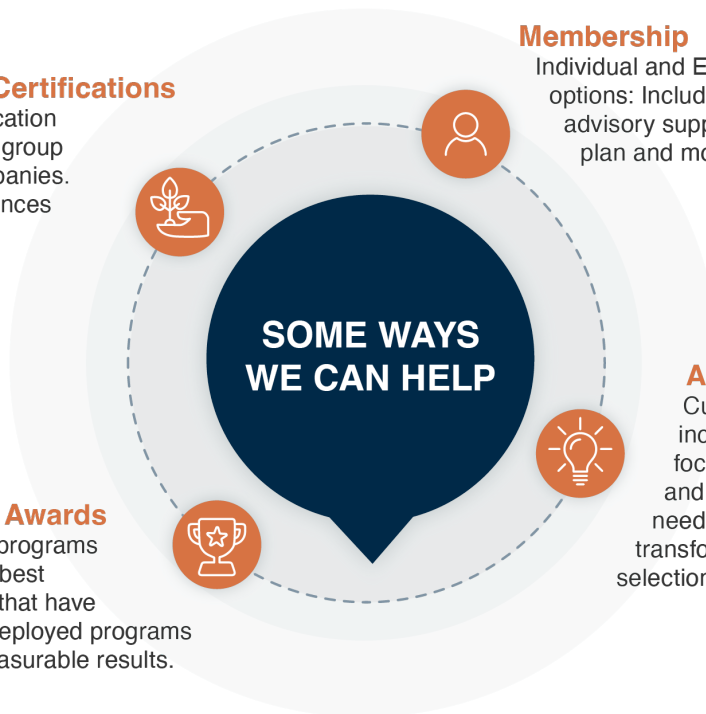 Membership
Individual and E
options: Includ
advisory supp
plan and mo
Certifications
cation
group
panies.
nces
SOME WAYS
WE CAN HELP
A
Cu
inc
foc
and
need
transfo
selection
Awards
programs
best
that have
eployed programs
asurable results.